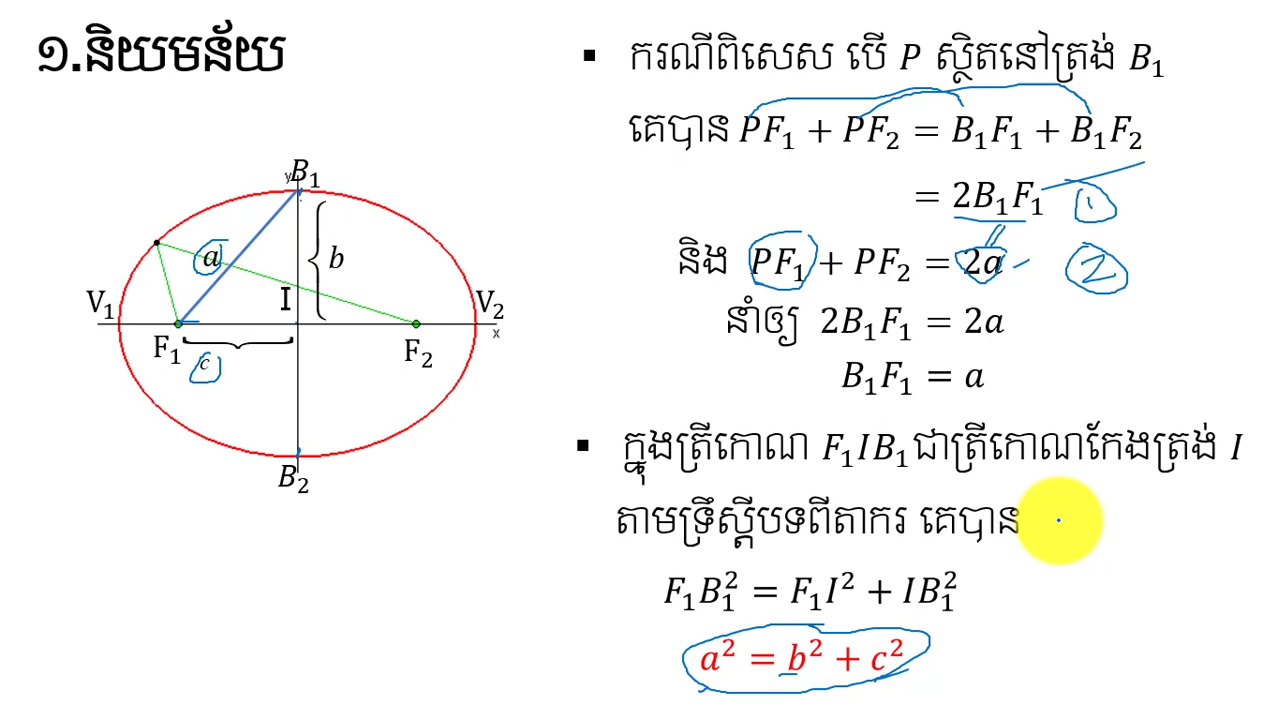 ១.និយមន័យ
y
B₁
a
b
I
V₁
V₂
x
F₁
F₂
c
B₂
▪ ករណីពិសេស បើ P ស្ថិតនៅត្រង់ B₁
គេបាន PF₁ + PF₂ = B₁F₁ + B₁F₂
= 2B₁F₁ 1
និង PF₁ + PF₂ = 2a 2
នាំឲ្យ 2B₁F₁ = 2a
B₁F₁ = a
▪ ក្នុងត្រីកោណ F₁IB₁ ជាត្រីកោណកែងត្រង់ I
តាមទ្រឹស្តីបទពីតាករ គេបាន
F₁B₁² = F₁I² + IB₁²
a² = b² + c²